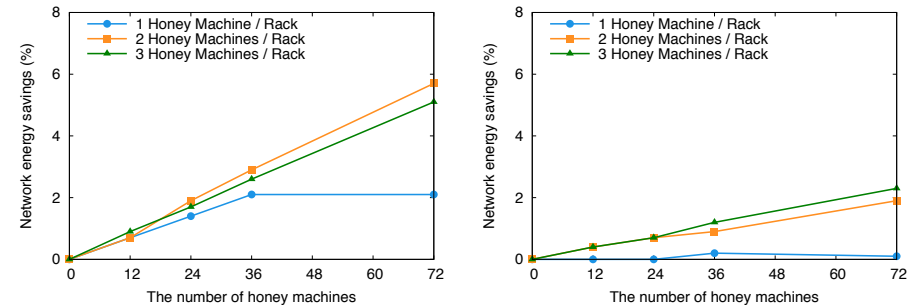 8
6
4
2
0
Network energy savings (%)
1 Honey Machine / Rack
2 Honey Machines / Rack
3 Honey Machines / Rack
0 12 24 36 48 60 72
The number of honey machines
8
6
4
2
0
Network energy savings (%)
1 Honey Machine / Rack
2 Honey Machines / Rack
3 Honey Machines / Rack
0 12 24 36 48 60 72
The number of honey machines